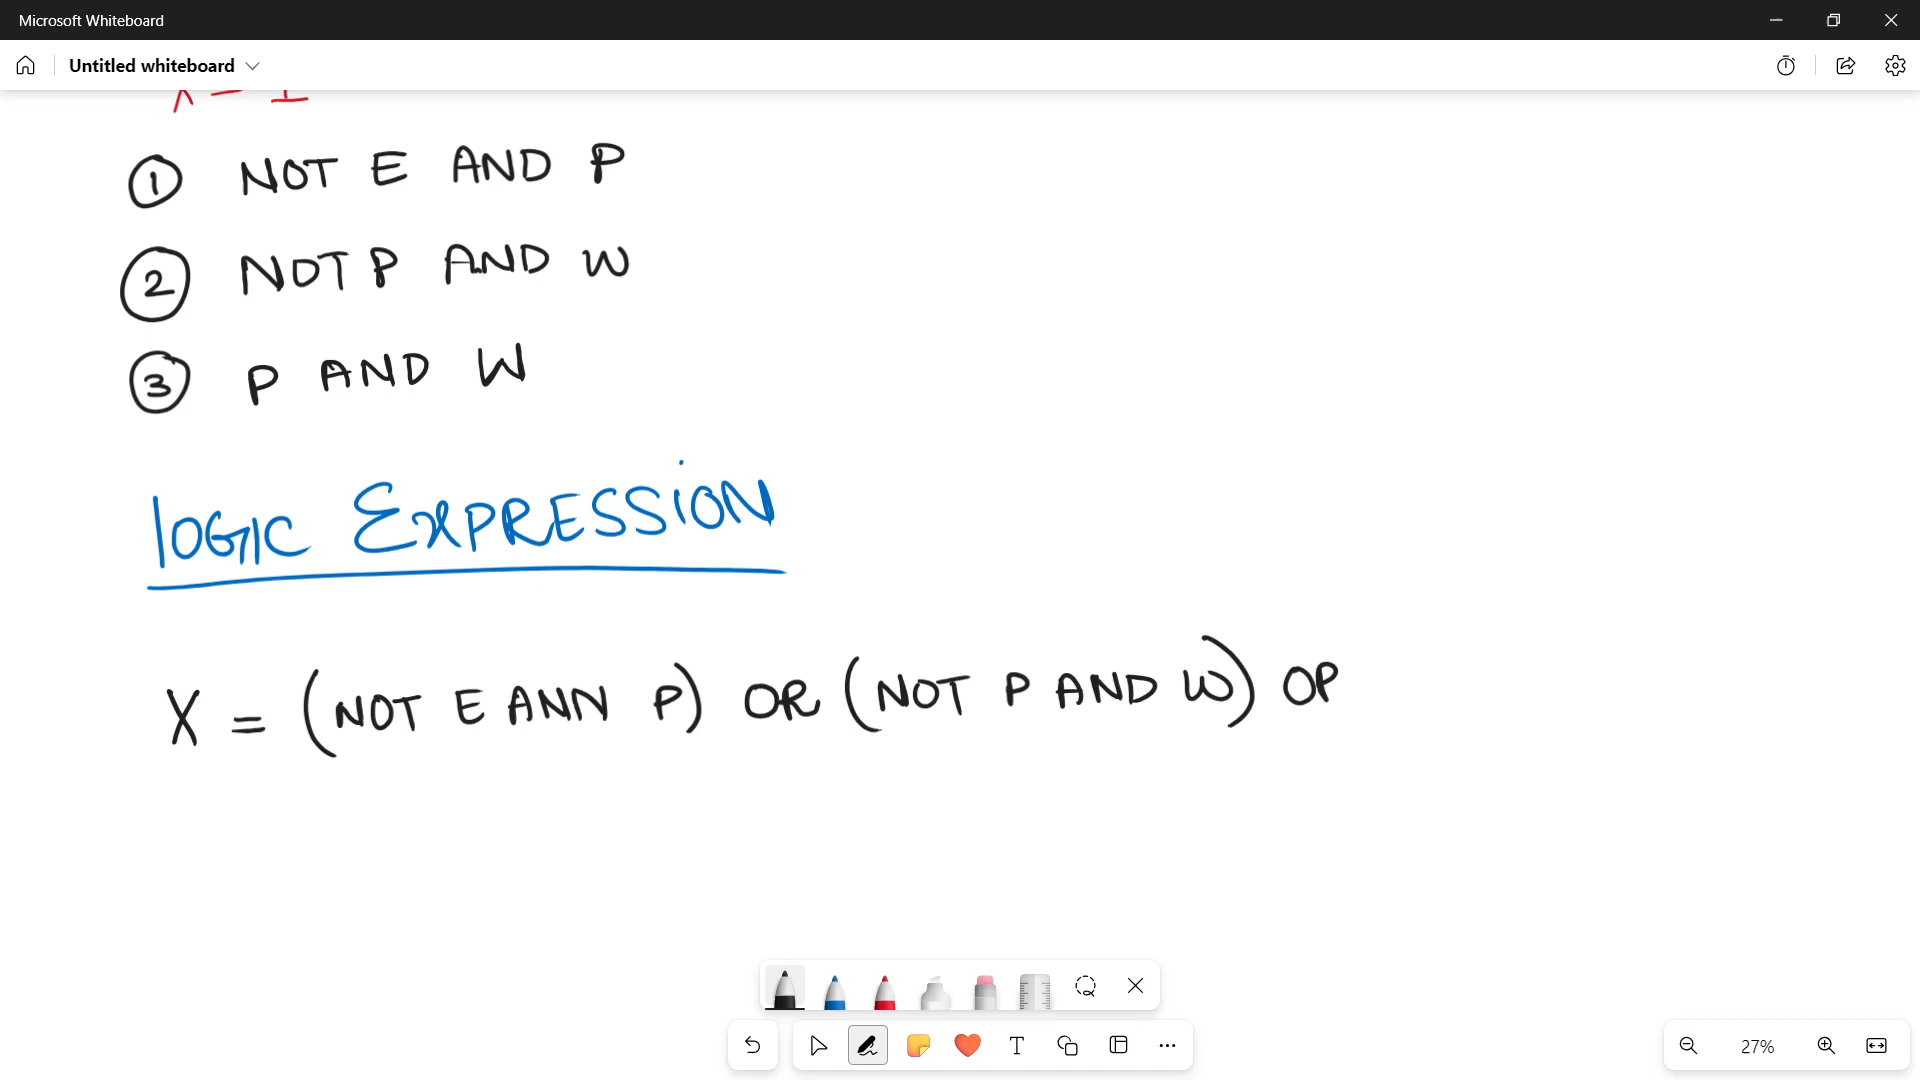 Microsoft Whiteboard
Untitled whiteboard
X = 1
① NOT E AND P
② NOT P AND W
③ P AND W
LOGIC EXPRESSION
X = (NOT E ANN P) OR (NOT P AND W) OP
27%